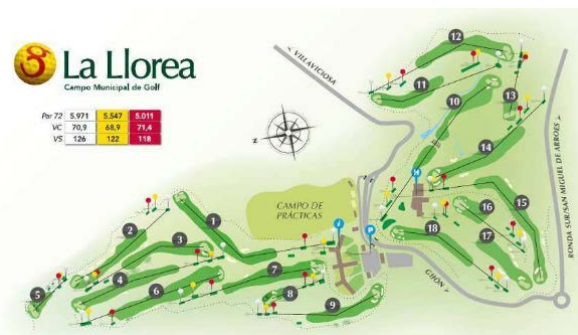 La Llorea
Campo Municipal de Golf
Par 72 5.971 5.547 5.011
VC 70,9 68,9 71,4
VS 126 122 118
VILLAVICIOSA
N
CAMPO DE
PRÁCTICAS
RONDA SUR/SAN MIGUEL DE ARROES
GIJÓN
i
P
H
1
2
3
4
5
6
7
8
9
10
11
12
13
14
15
16
17
18